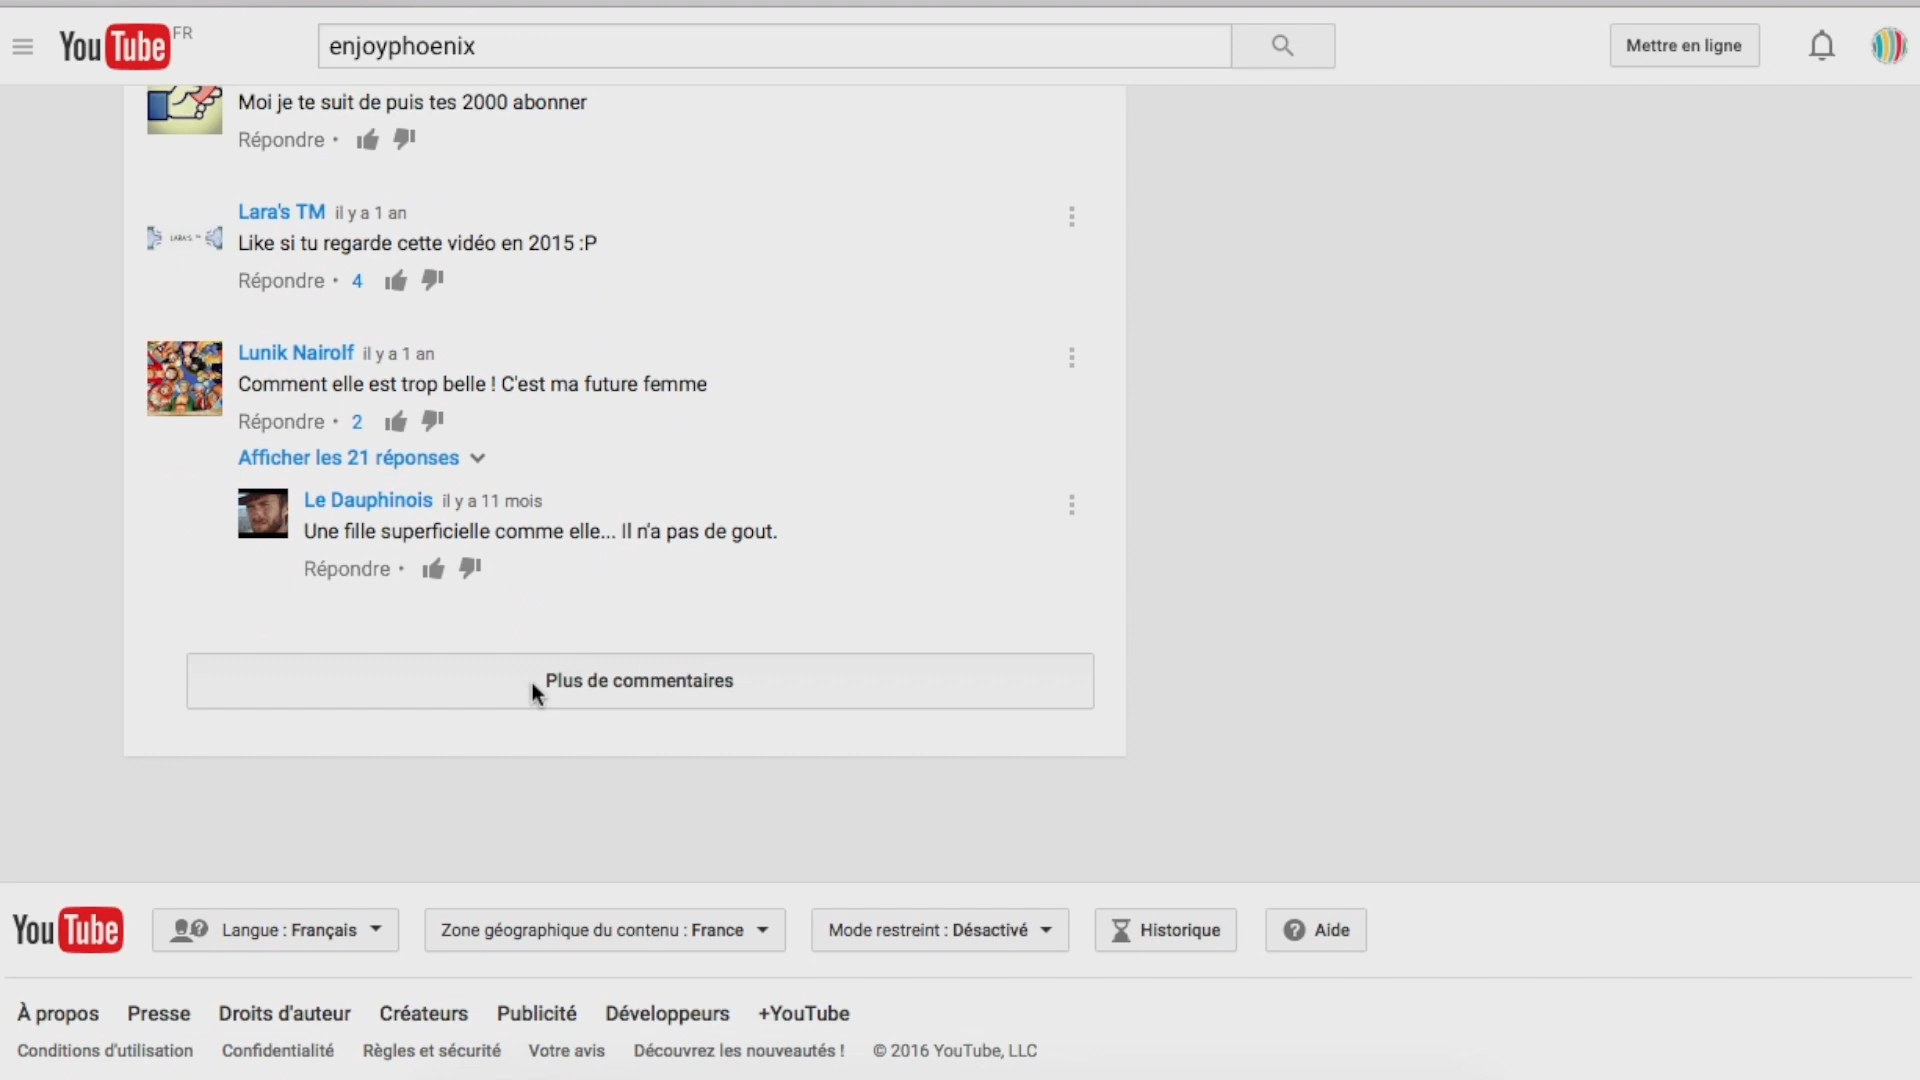 YouTube FR
enjoyphoenix
Mettre en ligne
Moi je te suit de puis tes 2000 abonner
Répondre •
Lara's TM il y a 1 an
LARA'S TM
Like si tu regarde cette vidéo en 2015 :P
Répondre • 4
Lunik Nairolf il y a 1 an
Comment elle est trop belle ! C'est ma future femme
Répondre • 2
Afficher les 21 réponses
Le Dauphinois il y a 11 mois
Une fille superficielle comme elle... Il n'a pas de gout.
Répondre •
Plus de commentaires
YouTube
Langue : Français
Zone géographique du contenu : France
Mode restreint : Désactivé
Historique
Aide
À propos Presse Droits d'auteur Créateurs Publicité Développeurs +YouTube
Conditions d'utilisation Confidentialité Règles et sécurité Votre avis Découvrez les nouveautés ! © 2016 YouTube, LLC